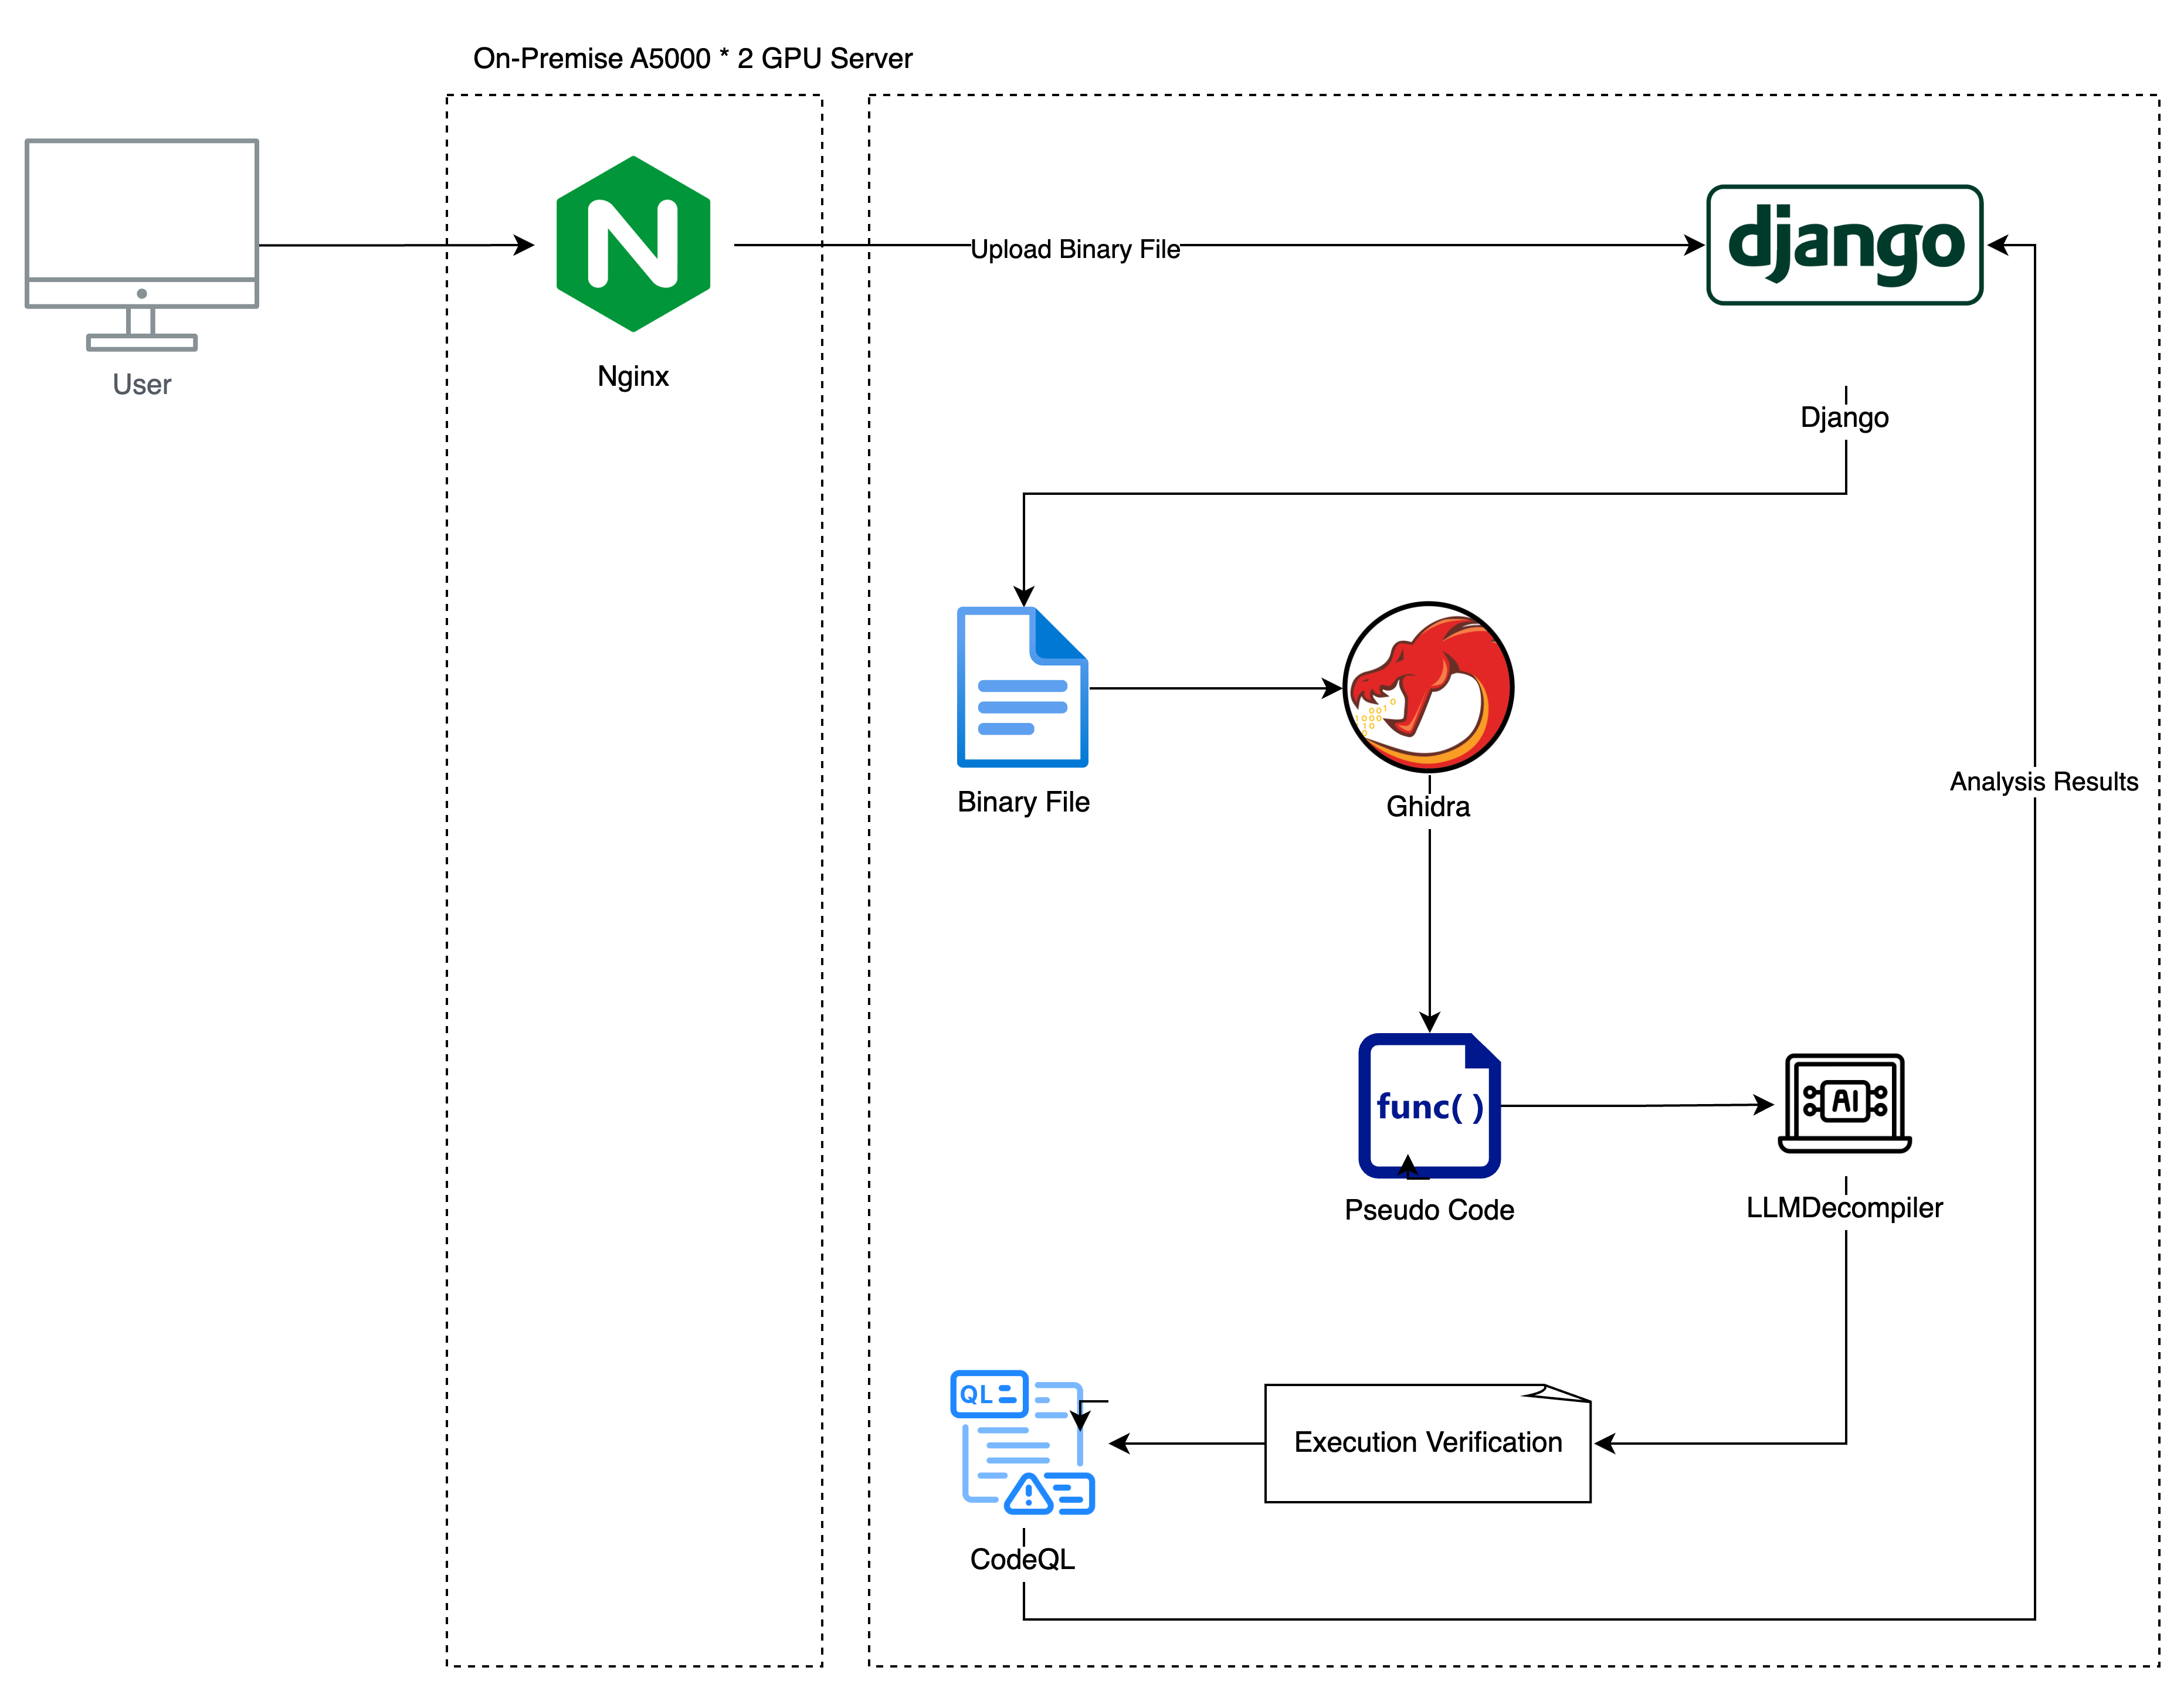 On-Premise A5000 * 2 GPU Server
User
N
Nginx
Upload Binary File
django
Django
Binary File
Ghidra
Analysis Results
func( )
Pseudo Code
AI
LLMDecompiler
QL
CodeQL
Execution Verification